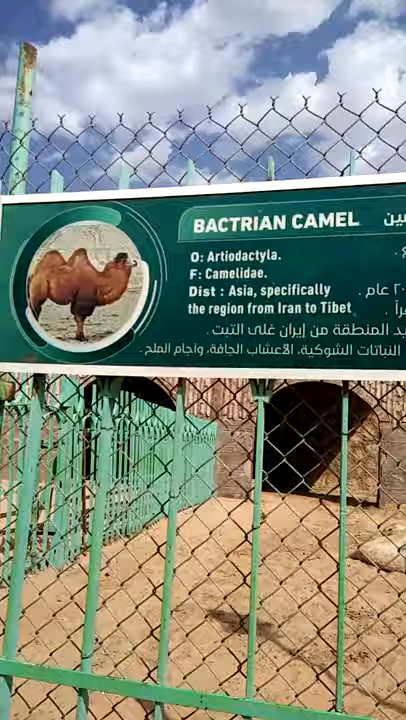 BACTRIAN CAMEL
O: Artiodactyla.
F: Camelidae.
Dist : Asia, specifically
the region from Iran to Tibet
٢٠ عام .
المنطقة من إيران غلى التبت .
النباتات الشوكية، الأعشاب الجافة، واجام الملح .